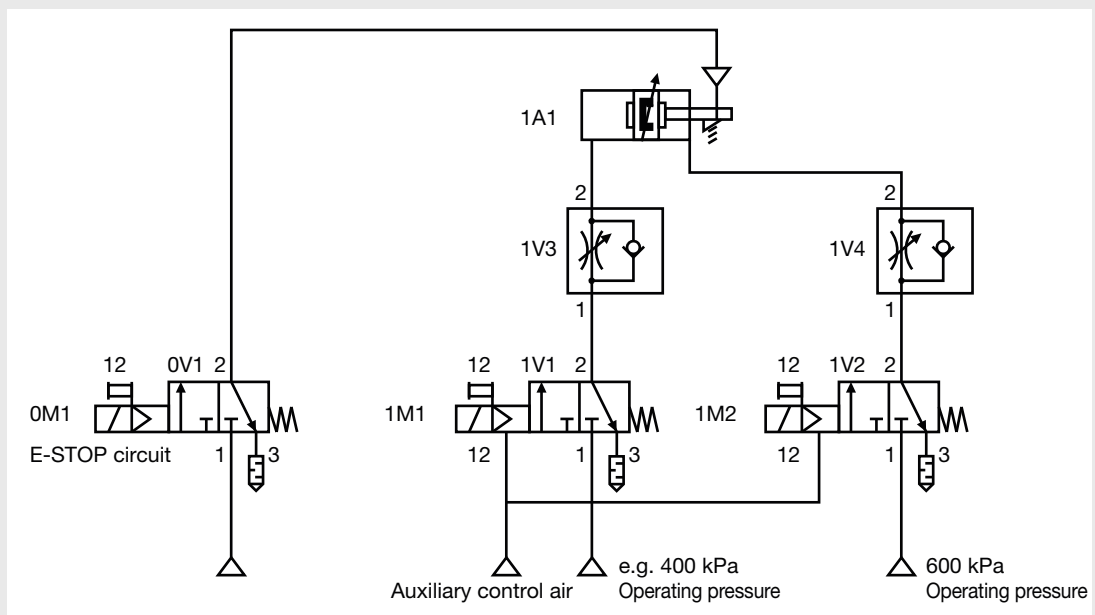 1A1
2
2
1V3
1V4
1
1
12
0V1
2
12
1V1
2
12
1V2
2
0M1
1M1
1M2
E-STOP circuit
1
3
12
1
3
12
1
3
e.g. 400 kPa
600 kPa
Auxiliary control air
Operating pressure
Operating pressure